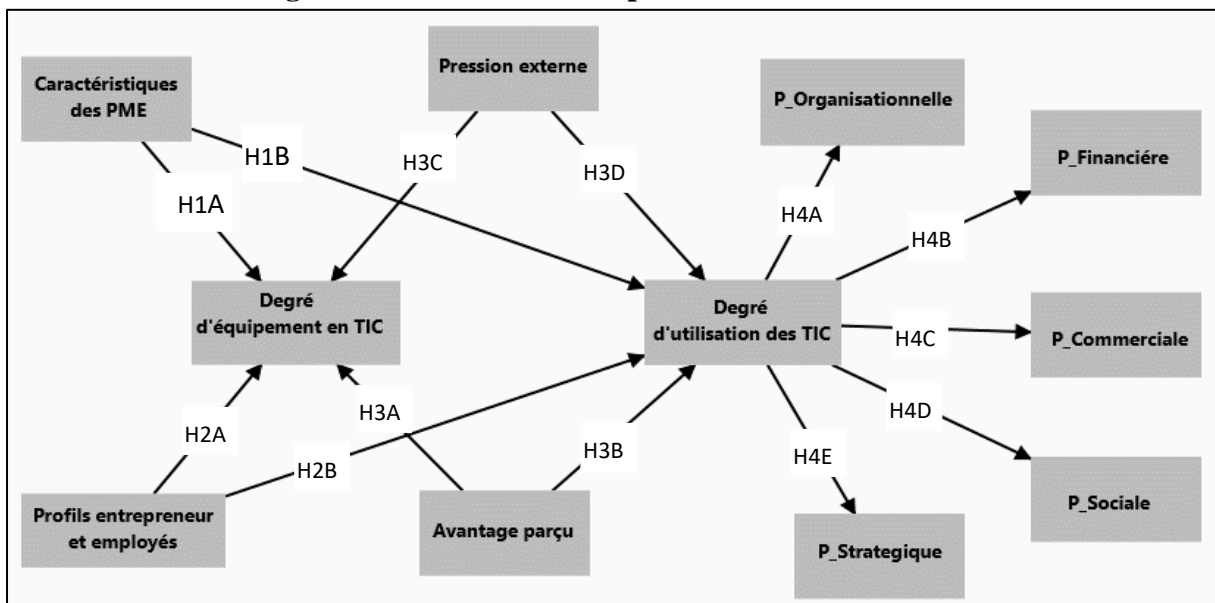 Caractéristiques
des PME
Pression externe
P_Organisationnelle
P_Financiére
H1B
H3C
H3D
H1A
H4A
H4B
Degré
d'équipement en TIC
Degré
d'utilisation des TIC
H4C
P_Commerciale
H3A
H2A
H2B
H3B
H4D
H4E
Profils entrepreneur
et employés
Avantage parçu
P_Strategique
P_Sociale